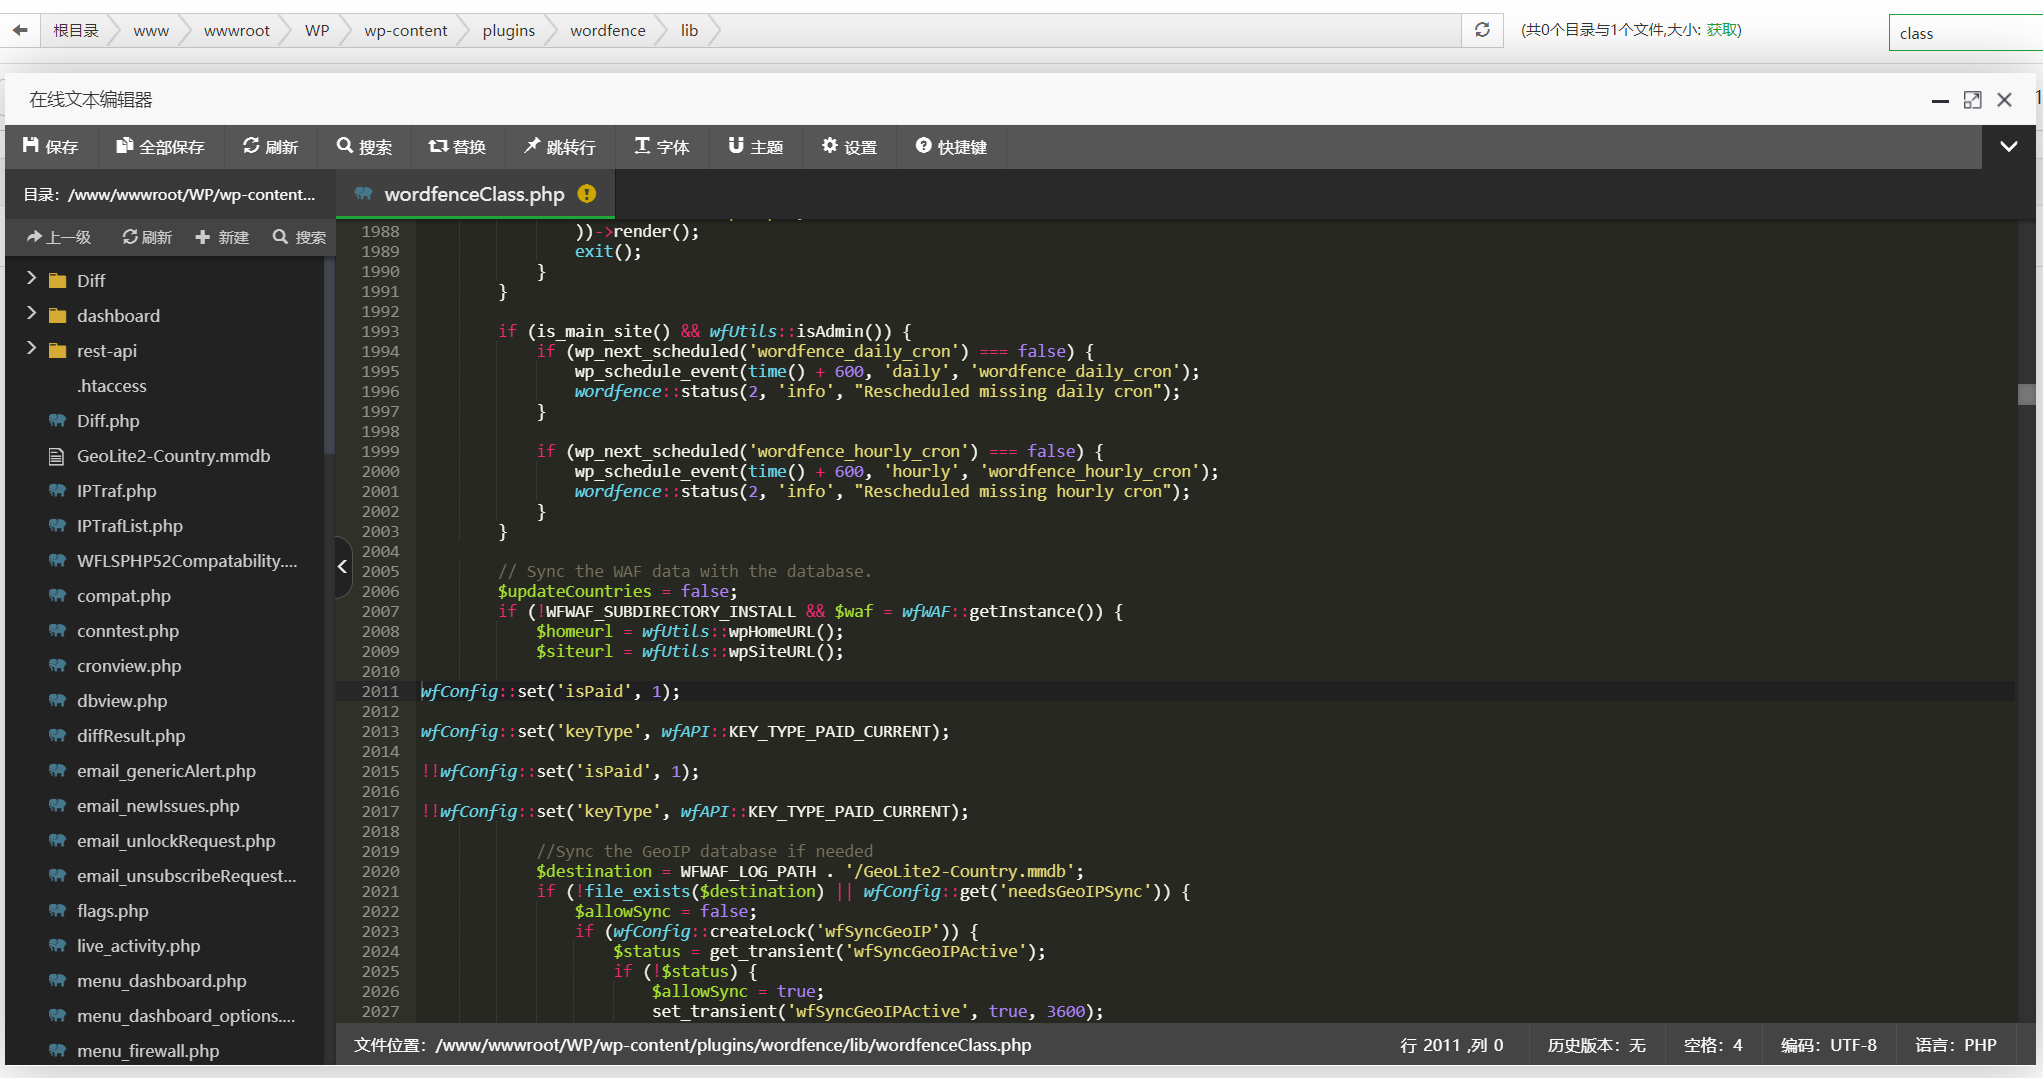 根目录 www wwwroot WP wp-content plugins wordfence lib (共0个目录与1个文件,大小: 获取) class
在线文本编辑器
保存 全部保存 刷新 搜索 替换 跳转行 字体 主题 设置 快捷键
目录：/www/wwwroot/WP/wp-content... wordfenceClass.php
上一级 刷新 新建 搜索
Diff
dashboard
rest-api
.htaccess
Diff.php
GeoLite2-Country.mmdb
IPTraf.php
IPTrafList.php
WFLSPHP52Compatability....
compat.php
conntest.php
cronview.php
dbview.php
diffResult.php
email_genericAlert.php
email_newIssues.php
email_unlockRequest.php
email_unsubscribeRequest...
flags.php
live_activity.php
menu_dashboard.php
menu_dashboard_options....
menu_firewall.php
1988 ))->render();
1989 exit();
1990 }
1991 }
1992
1993 if (is_main_site() && wfUtils::isAdmin()) {
1994 if (wp_next_scheduled('wordfence_daily_cron') === false) {
1995 wp_schedule_event(time() + 600, 'daily', 'wordfence_daily_cron');
1996 wordfence::status(2, 'info', "Rescheduled missing daily cron");
1997 }
1998
1999 if (wp_next_scheduled('wordfence_hourly_cron') === false) {
2000 wp_schedule_event(time() + 600, 'hourly', 'wordfence_hourly_cron');
2001 wordfence::status(2, 'info', "Rescheduled missing hourly cron");
2002 }
2003 }
2004
2005 // Sync the WAF data with the database.
2006 $updateCountries = false;
2007 if (!WFWAF_SUBDIRECTORY_INSTALL && $waf = wfWAF::getInstance()) {
2008 $homeurl = wfUtils::wpHomeURL();
2009 $siteurl = wfUtils::wpSiteURL();
2010
2011 wfConfig::set('isPaid', 1);
2012
2013 wfConfig::set('keyType', wfAPI::KEY_TYPE_PAID_CURRENT);
2014
2015 !!wfConfig::set('isPaid', 1);
2016
2017 !!wfConfig::set('keyType', wfAPI::KEY_TYPE_PAID_CURRENT);
2018
2019 //Sync the GeoIP database if needed
2020 $destination = WFWAF_LOG_PATH . '/GeoLite2-Country.mmdb';
2021 if (!file_exists($destination) || wfConfig::get('needsGeoIPSync')) {
2022 $allowSync = false;
2023 if (wfConfig::createLock('wfSyncGeoIP')) {
2024 $status = get_transient('wfSyncGeoIPActive');
2025 if (!$status) {
2026 $allowSync = true;
2027 set_transient('wfSyncGeoIPActive', true, 3600);
文件位置：/www/wwwroot/WP/wp-content/plugins/wordfence/lib/wordfenceClass.php 行 2011 ,列 0 历史版本：无 空格：4 编码：UTF-8 语言：PHP